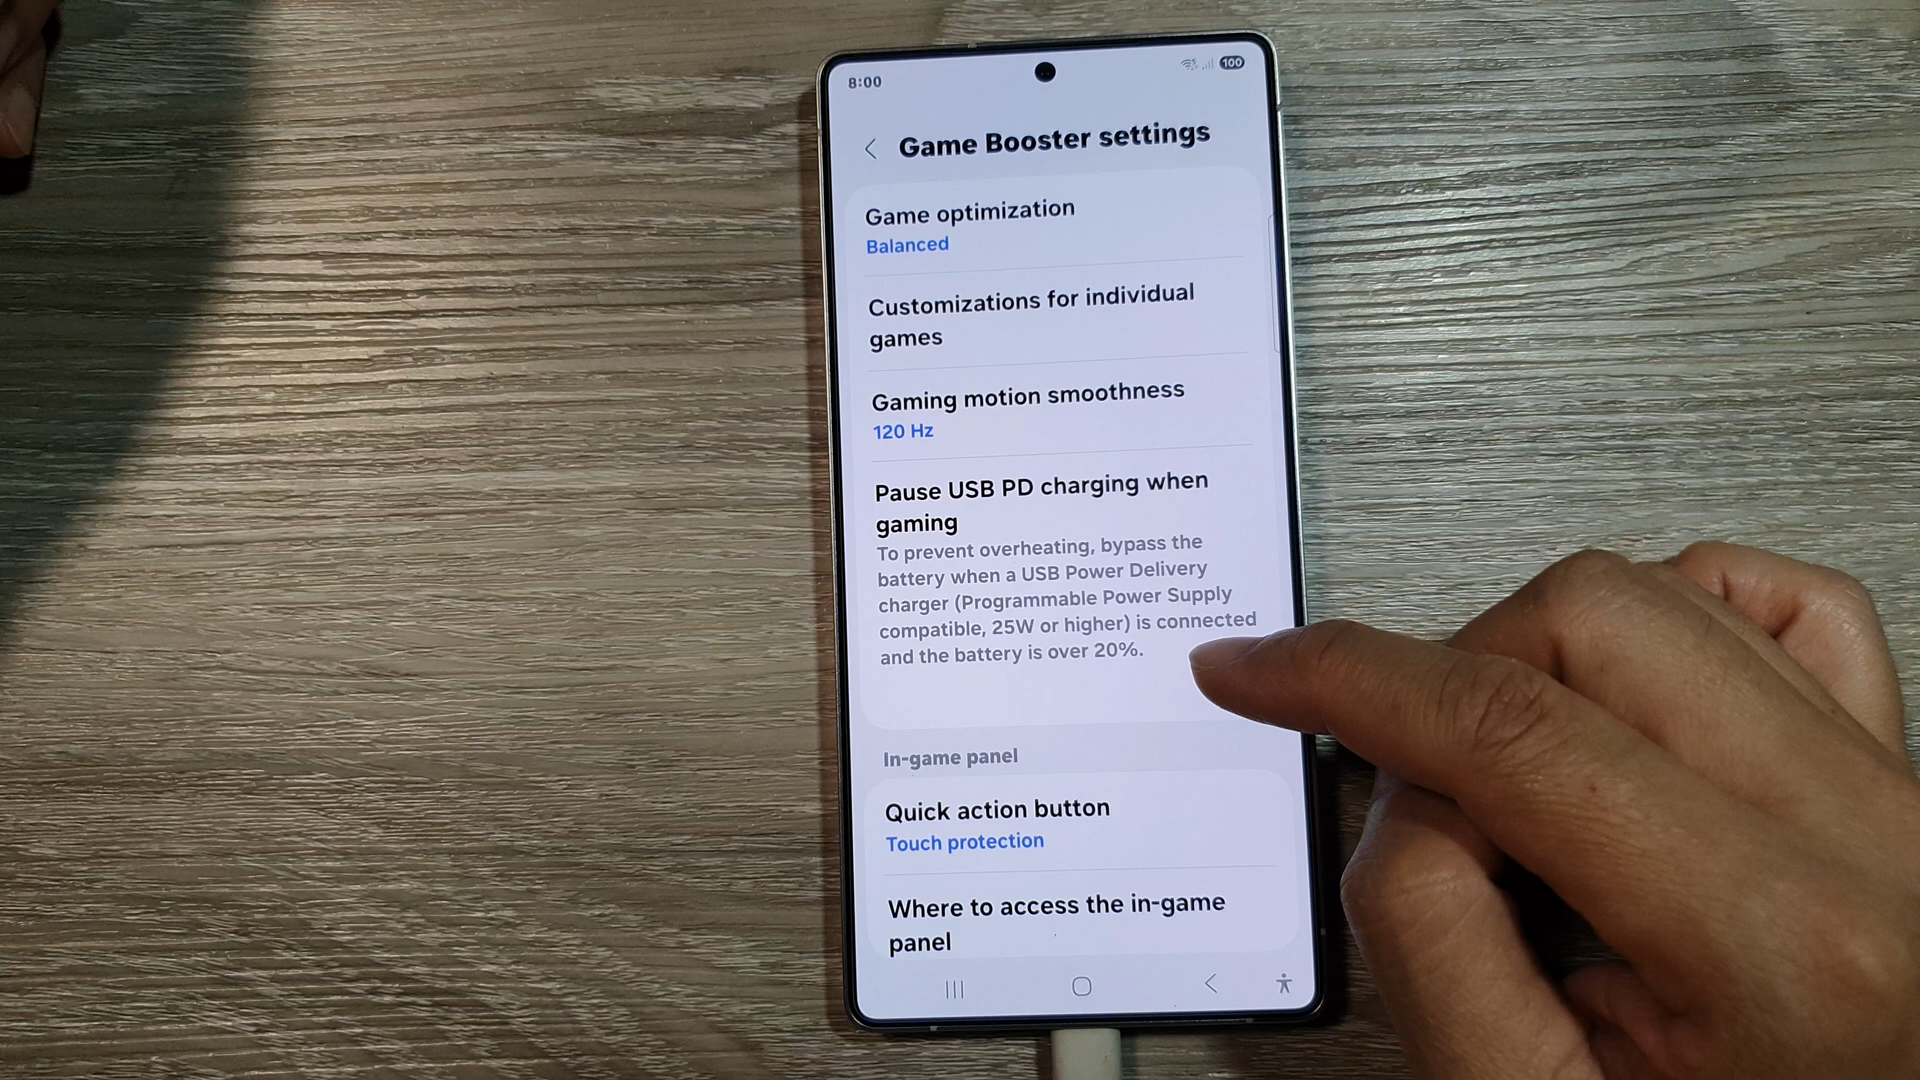 8:00
100
Game Booster settings
Game optimization
Balanced
Customizations for individual
games
Gaming motion smoothness
120 Hz
Pause USB PD charging when
gaming
To prevent overheating, bypass the
battery when a USB Power Delivery
charger (Programmable Power Supply
compatible, 25W or higher) is connected
and the battery is over 20%.
In-game panel
Quick action button
Touch protection
Where to access the in-game
panel